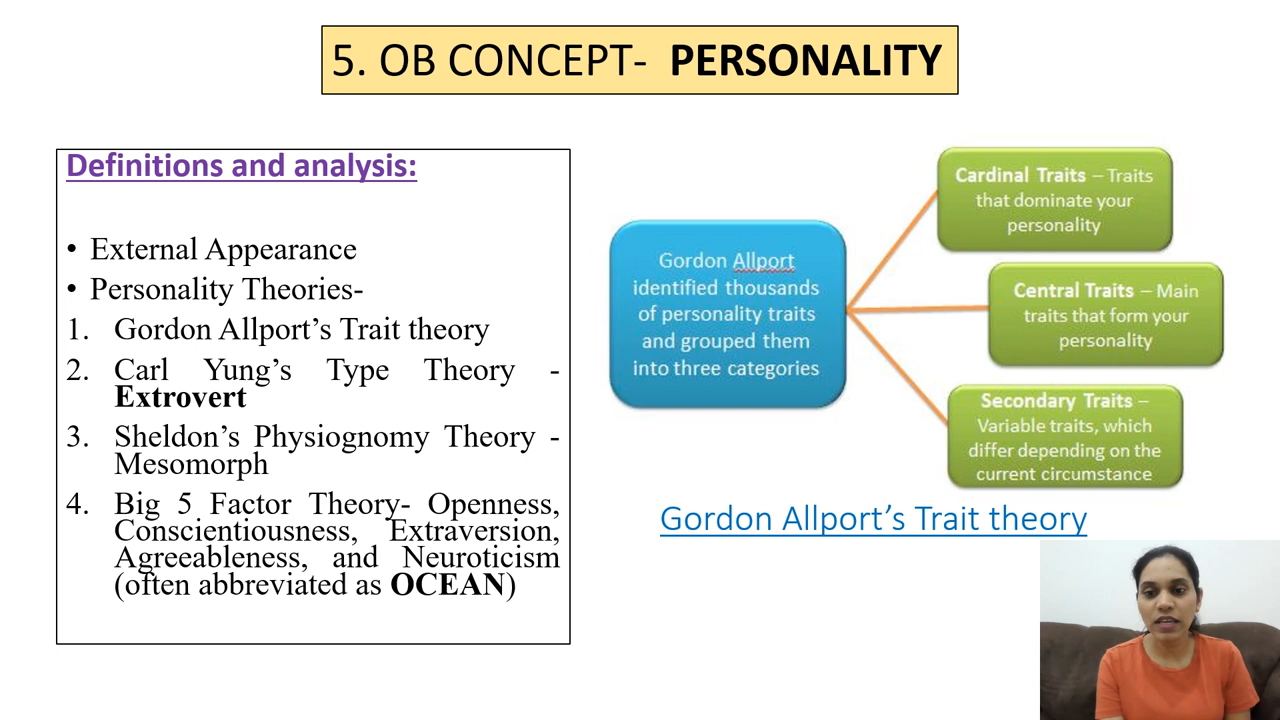 5. OB CONCEPT- PERSONALITY
Definitions and analysis:
• External Appearance
• Personality Theories-
1. Gordon Allport’s Trait theory
2. Carl Yung’s Type Theory -
Extrovert
3. Sheldon’s Physiognomy Theory -
Mesomorph
4. Big 5 Factor Theory- Openness,
Conscientiousness, Extraversion,
Agreeableness, and Neuroticism
(often abbreviated as OCEAN)
Gordon Allport
identified thousands
of personality traits
and grouped them
into three categories
Cardinal Traits – Traits
that dominate your
personality
Central Traits – Main
traits that form your
personality
Secondary Traits –
Variable traits, which
differ depending on the
current circumstance
Gordon Allport’s Trait theory